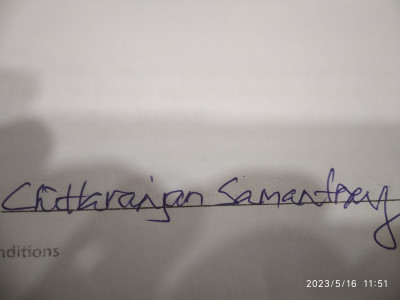 Chittaranjan Samantray
nditions
2023/5/16 11:51